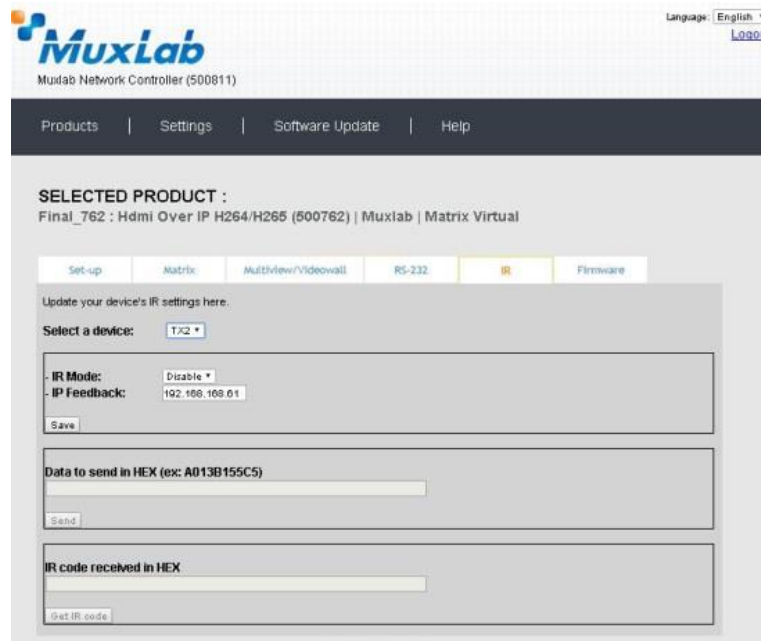 Language: English
Logo
MuxLab
Muxlab Network Controller (500811)
Products | Settings | Software Update | Help
SELECTED PRODUCT :
Final_762 : Hdmi Over IP H264/H265 (500762) | Muxlab | Matrix Virtual
Set-up Matrix Multiview/Videowall RS-232 IR Firmware
Update your device's IR settings here.
Select a device: TX2
- IR Mode: Disable
- IP Feedback: 192.168.168.61
Save
Data to send in HEX (ex: A013B155C5)
Send
IR code received in HEX
Get IR code